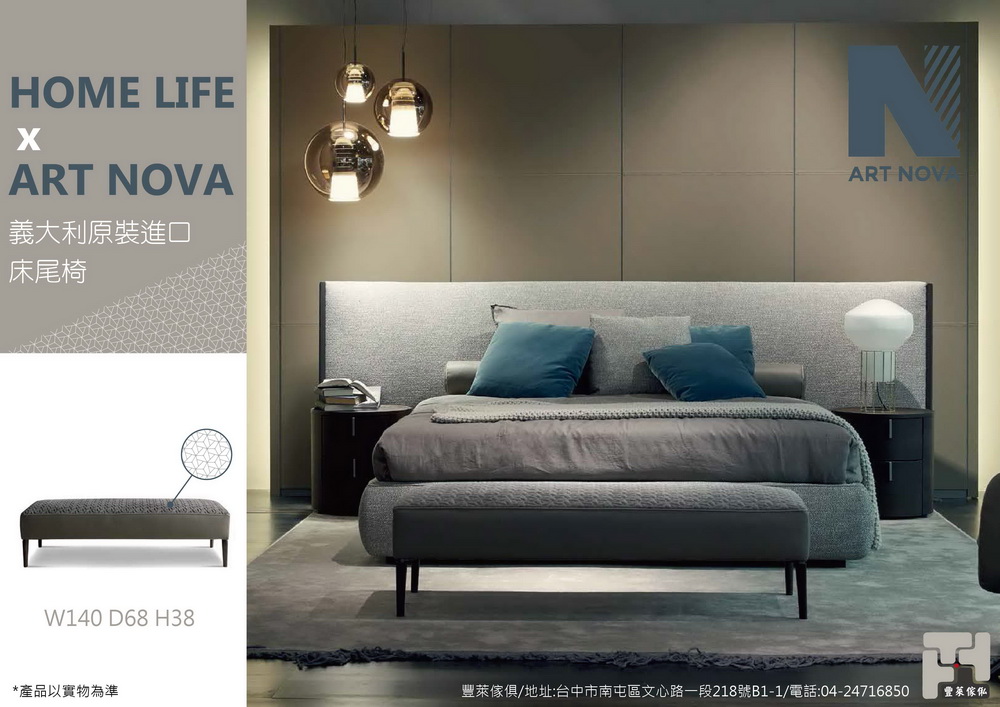 HOME LIFE
x
ART NOVA
義大利原裝進口
床尾椅
ART NOVA
W140 D68 H38
*產品以實物為準
豐萊傢俱/地址:台中市南屯區文心路一段218號B1-1/電話:04-24716850
豐萊傢俬